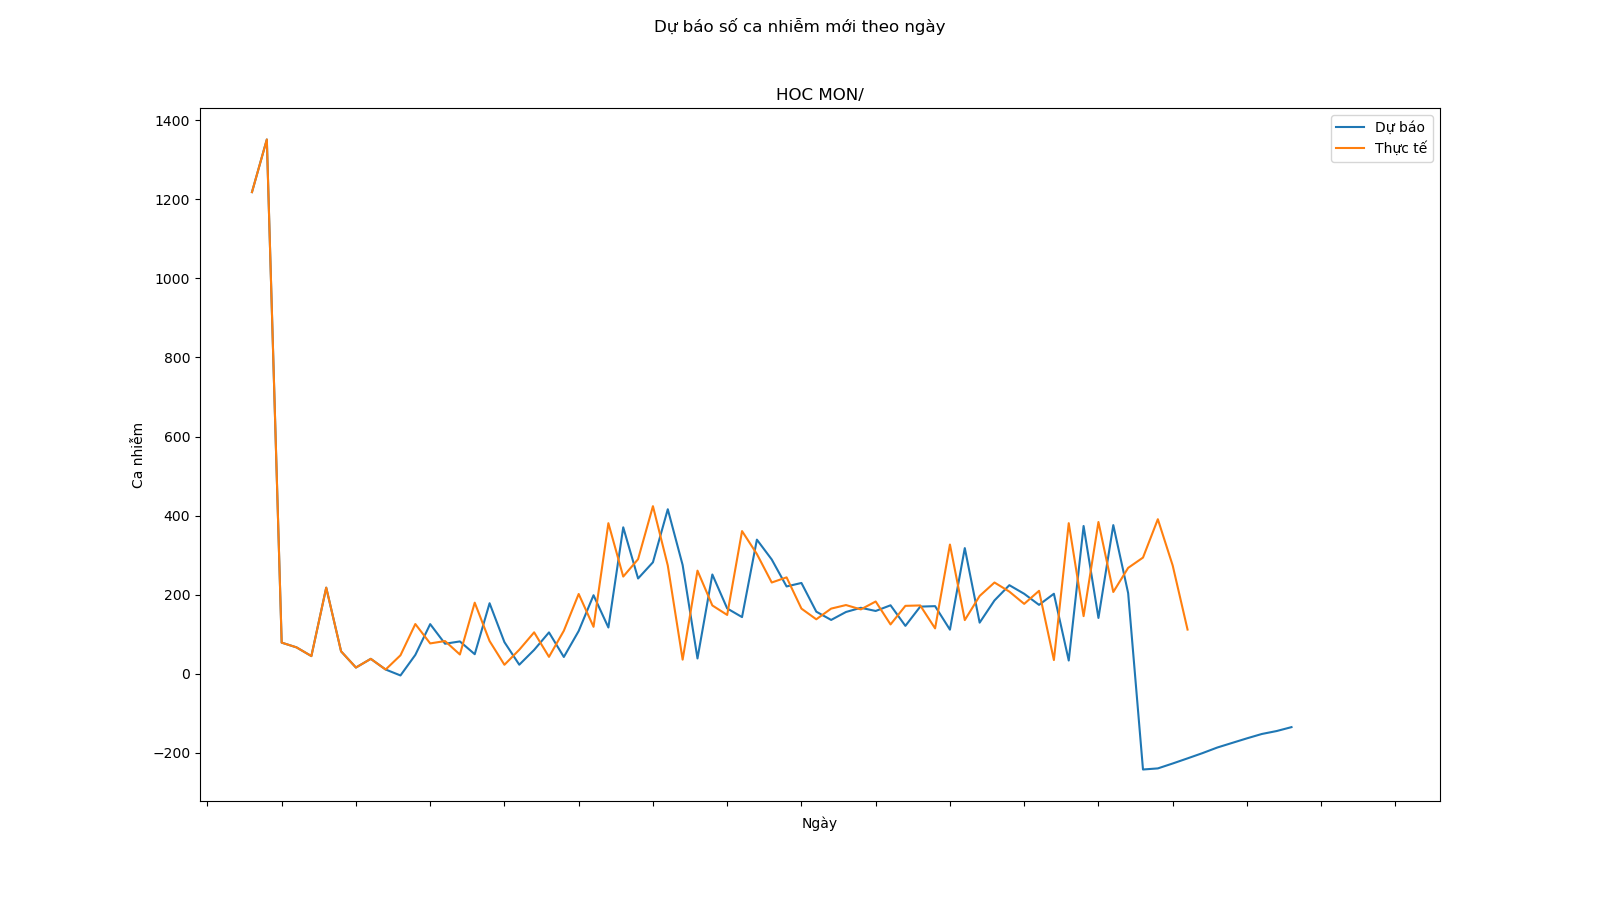 Dự báo số ca nhiễm mới theo ngày
HOC MON/
Dự báo
Thực tế
1400
1200
1000
800
600
400
200
0
−200
Ca nhiễm
Ngày